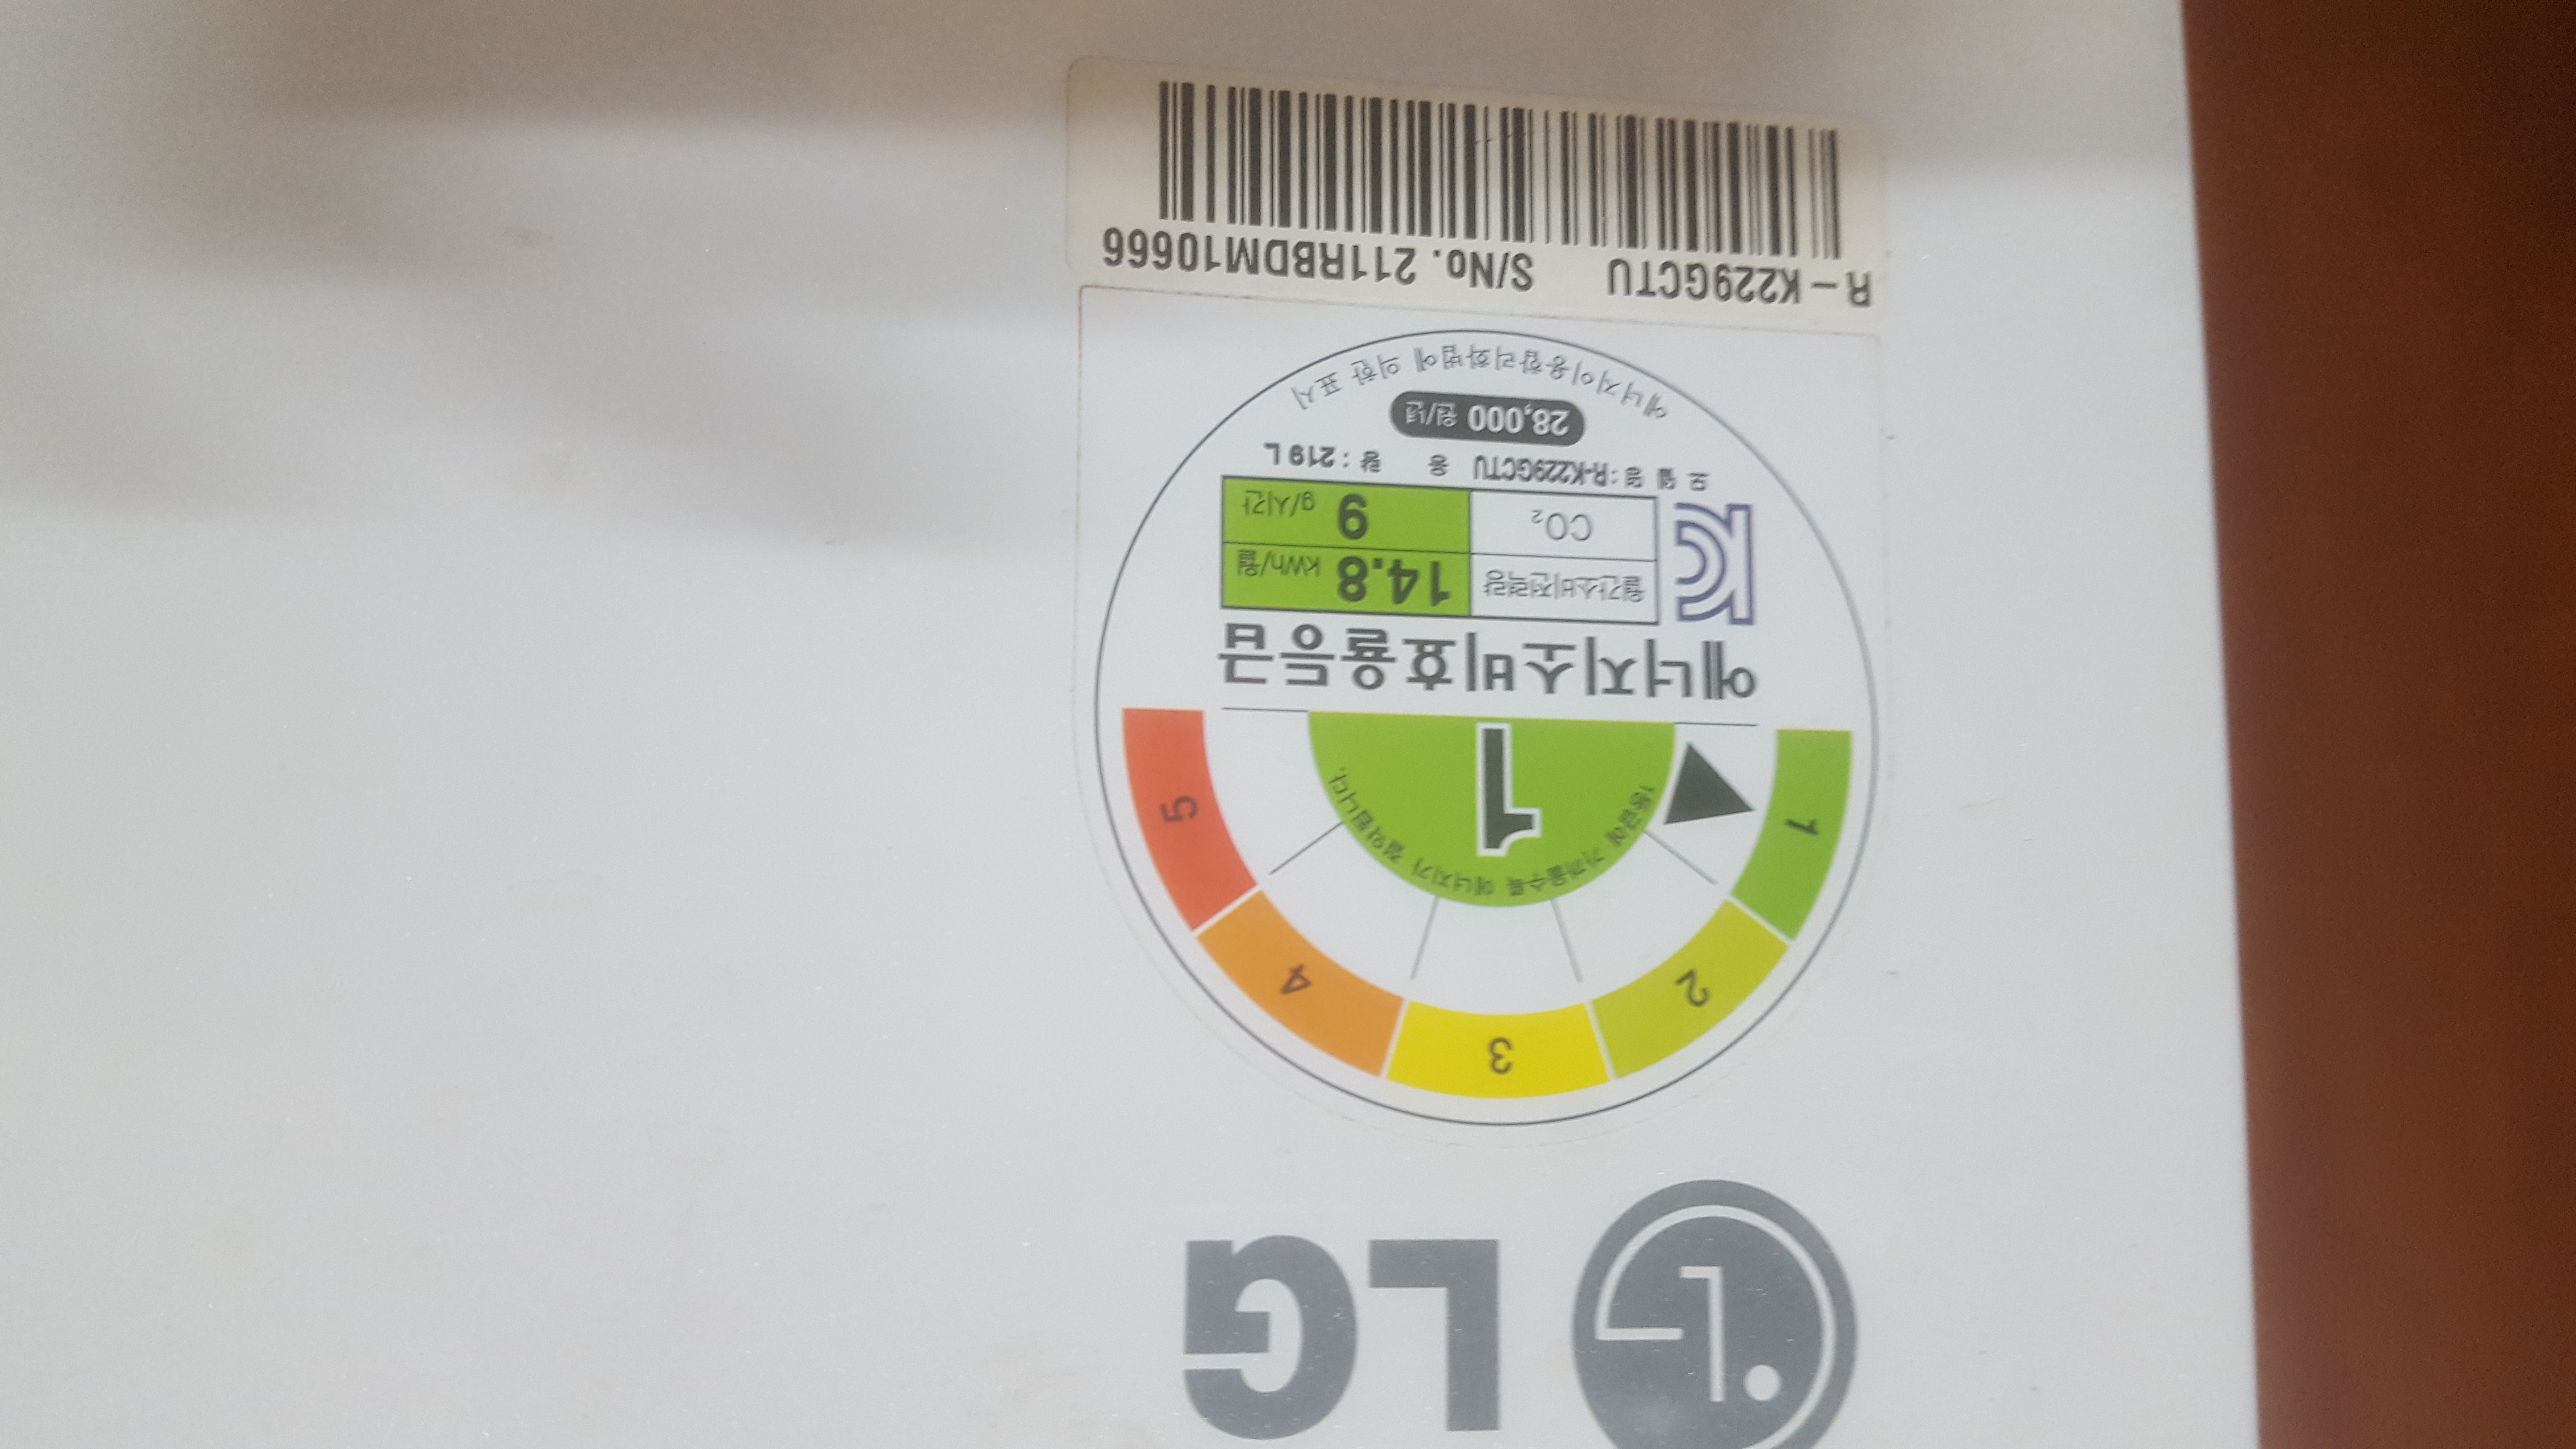 LG
1
2
3
4
5
1등급에 가까울수록 에너지가 절약됩니다.
1
에너지소비효율등급
월간소비전력량 14.8 kWh/월
CO₂ 9 g/시간
모 델 명 : R-K229GCTU 용 량 : 219 L
28,000 원/년
에너지이용합리화법에 의한 표시
R-K229GCTU S/No. 211RBDM10666